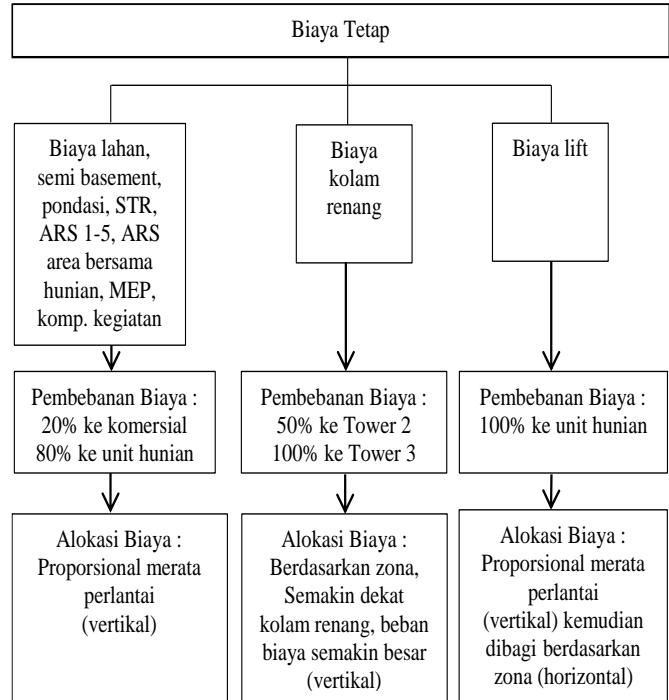 Biaya Tetap
Biaya lahan,
semi basement,
pondasi, STR,
ARS 1-5, ARS
area bersama
hunian, MEP,
komp. kegiatan
Biaya
kolam
renang
Biaya lift
Pembebanan Biaya :
20% ke komersial
80% ke unit hunian
Pembebanan Biaya :
50% ke Tower 2
100% ke Tower 3
Pembebanan Biaya :
100% ke unit hunian
Alokasi Biaya :
Proporsional merata
perlantai
(vertikal)
Alokasi Biaya :
Berdasarkan zona,
Semakin dekat
kolam renang, beban
biaya semakin besar
(vertikal)
Alokasi Biaya :
Proporsional merata
perlantai
(vertikal) kemudian
dibagi berdasarkan
zona (horizontal)